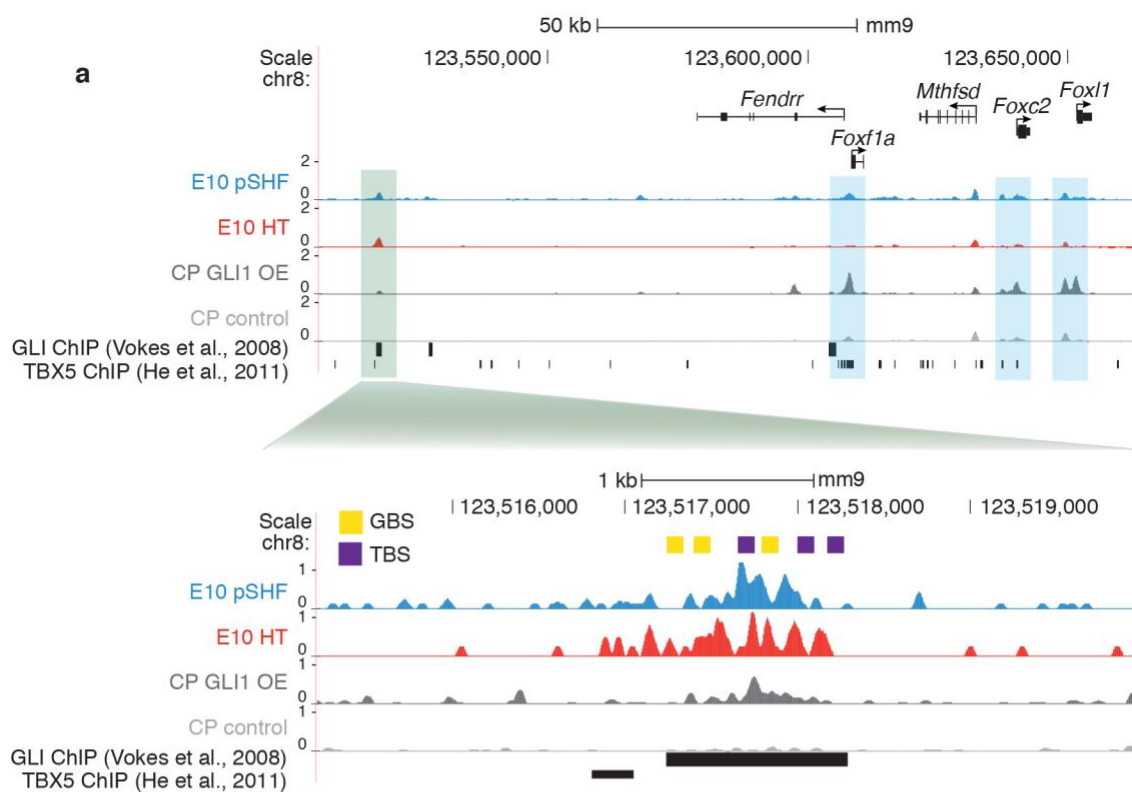 a
50 kb mm9
Scale 123,550,000 123,600,000 123,650,000
chr8:
Fendrr Mthfsd Foxc2 Foxl1
Foxf1a
2
E10 pSHF
0
2
E10 HT
0
2
CP GLI1 OE
0
2
CP control
0
GLI ChIP (Vokes et al., 2008)
TBX5 ChIP (He et al., 2011)
1 kb mm9
123,516,000 123,517,000 123,518,000 123,519,000
Scale
chr8:
GBS
TBS
1
E10 pSHF
0
1
E10 HT
0
1
CP GLI1 OE
0
1
CP control
0
GLI ChIP (Vokes et al., 2008)
TBX5 ChIP (He et al., 2011)